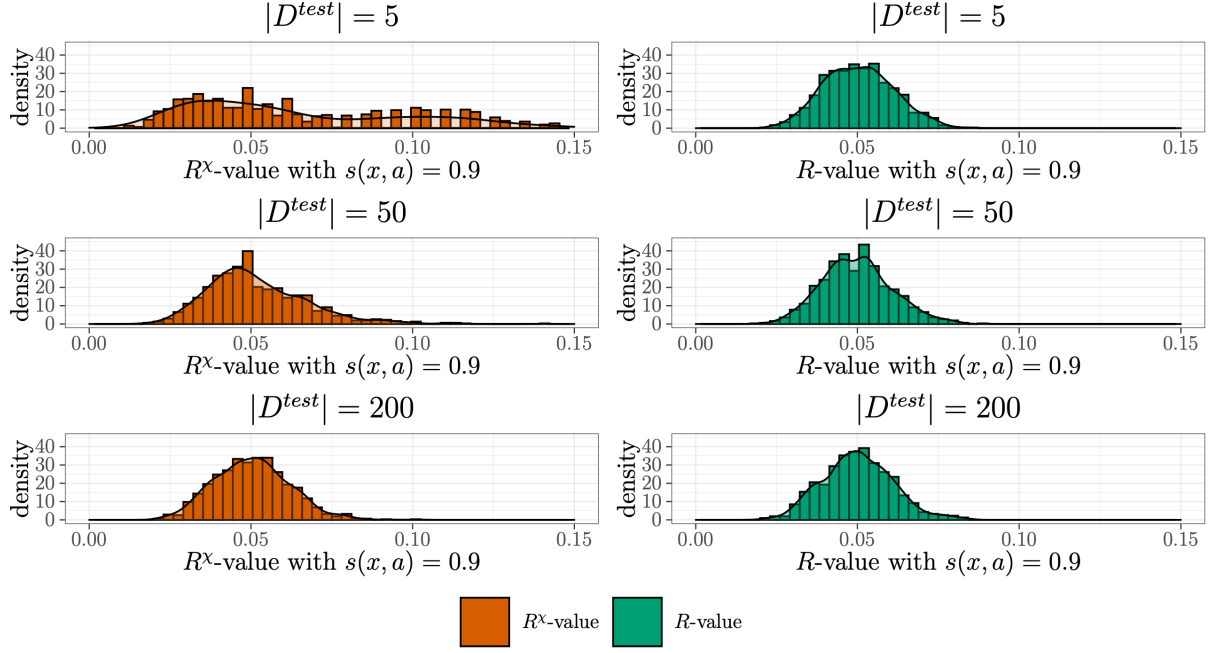 |D^{test}| = 5
density
40
30
20
10
0
0.00 0.05 0.10 0.15
R^χ-value with s(x, a) = 0.9
|D^{test}| = 5
density
40
30
20
10
0
0.00 0.05 0.10 0.15
R-value with s(x, a) = 0.9
|D^{test}| = 50
density
40
30
20
10
0
0.00 0.05 0.10 0.15
R^χ-value with s(x, a) = 0.9
|D^{test}| = 50
density
40
30
20
10
0
0.00 0.05 0.10 0.15
R-value with s(x, a) = 0.9
|D^{test}| = 200
density
40
30
20
10
0
0.00 0.05 0.10 0.15
R^χ-value with s(x, a) = 0.9
|D^{test}| = 200
density
40
30
20
10
0
0.00 0.05 0.10 0.15
R-value with s(x, a) = 0.9
R^χ-value R-value